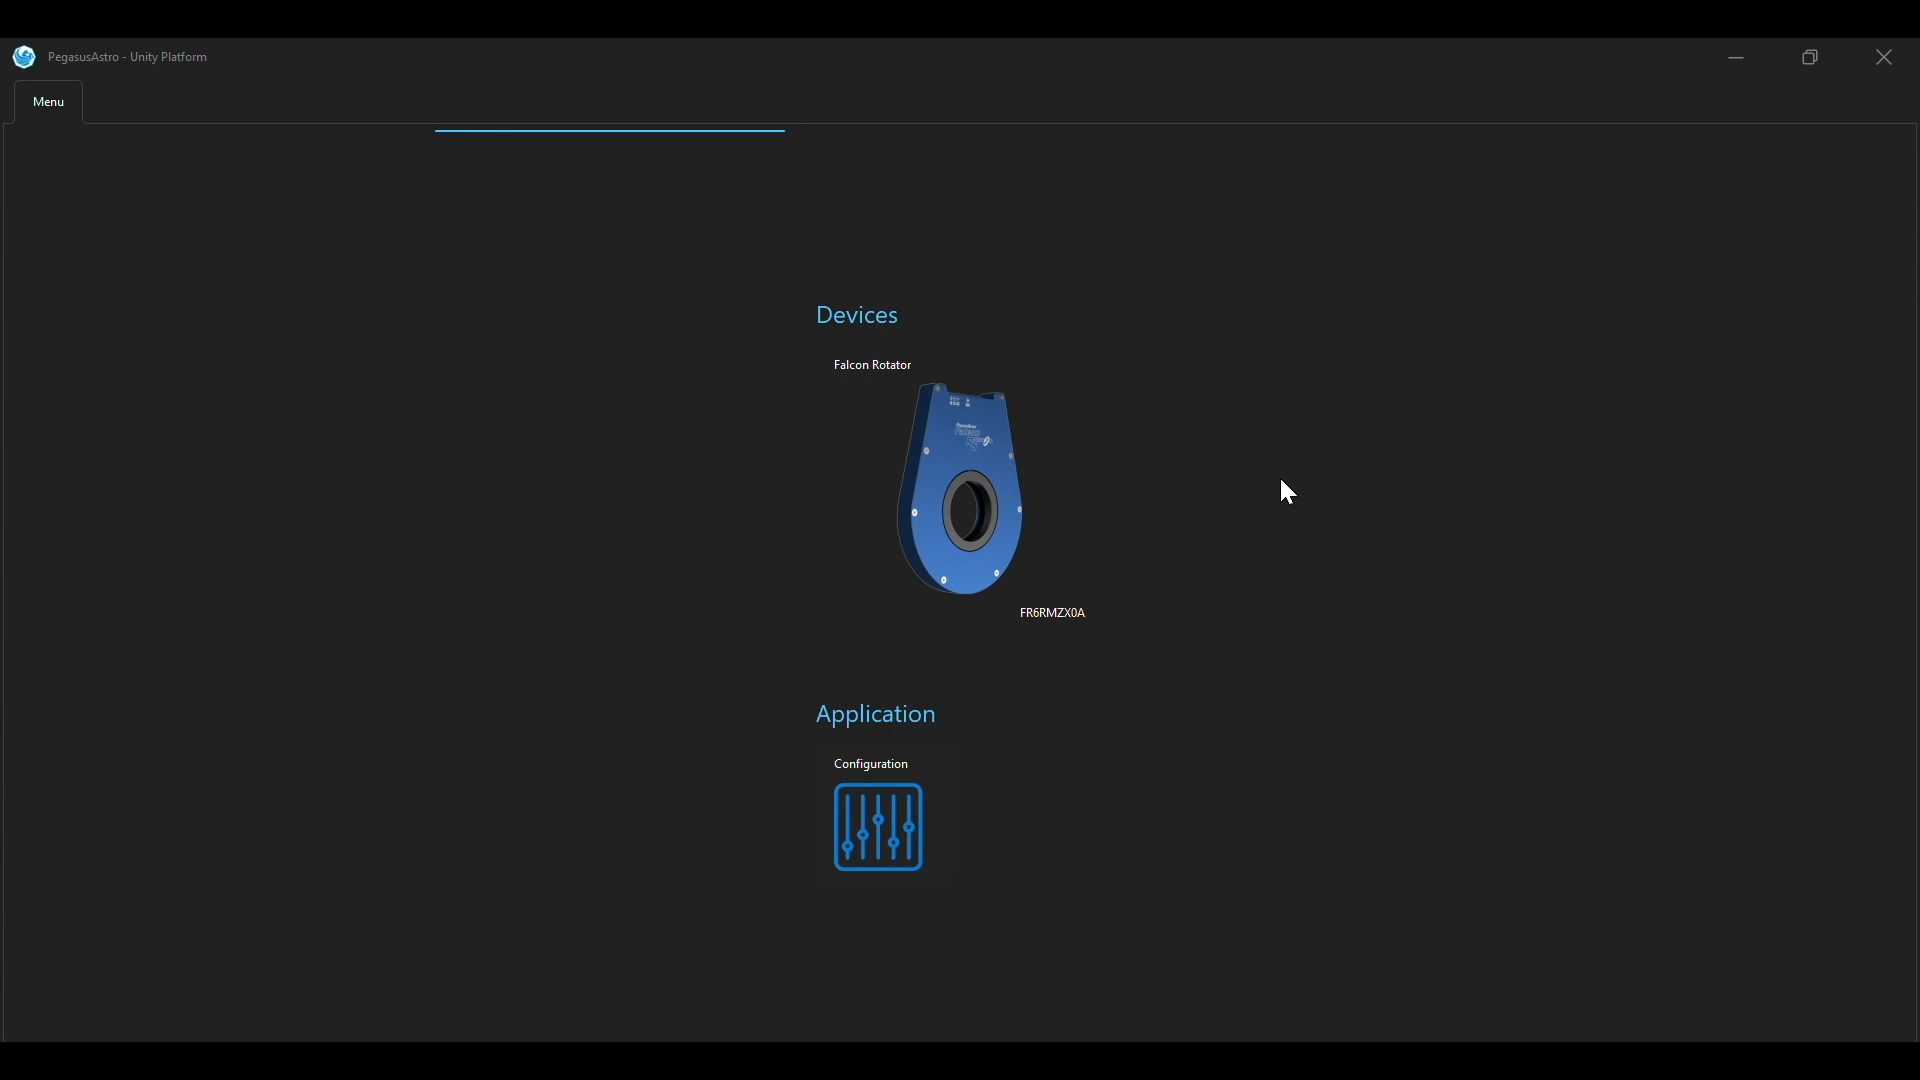 PegasusAstro - Unity Platform
Menu
Devices
Falcon Rotator
FR6RMZX0A
Application
Configuration